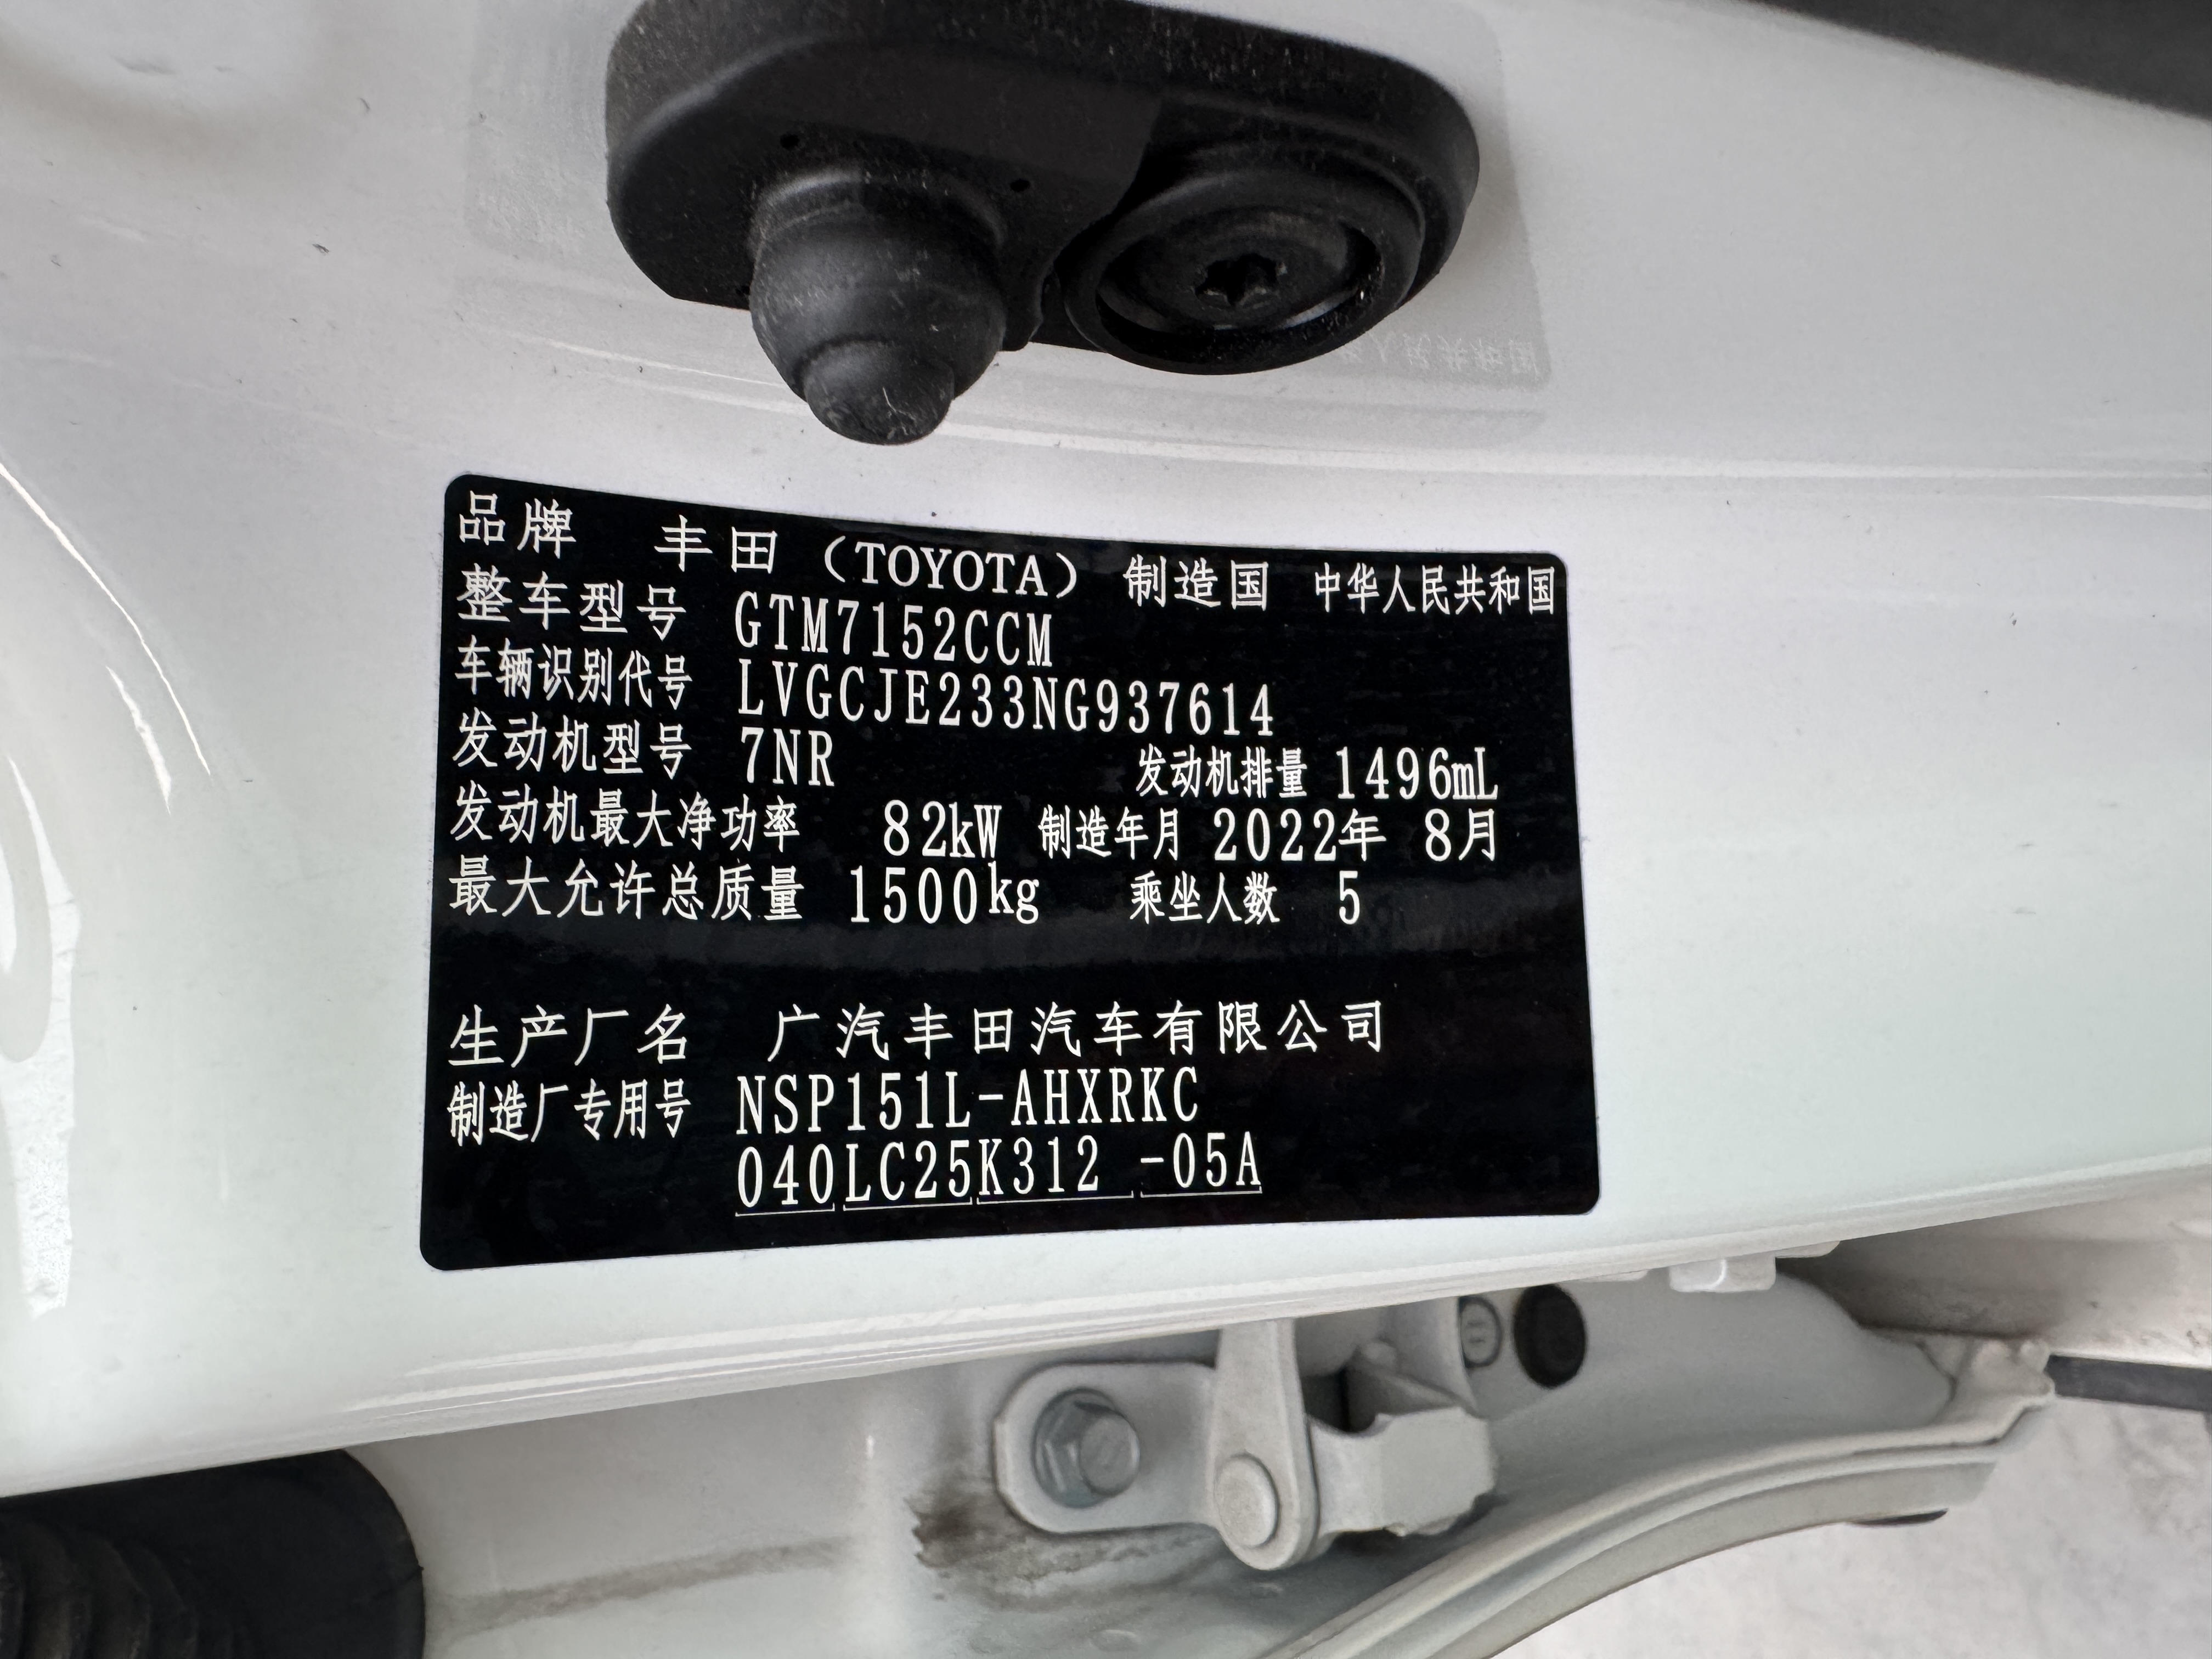 品牌 丰田（TOYOTA） 制造国 中华人民共和国
整车型号 GTM7152CCM
车辆识别代号 LVGCJE233NG937614
发动机型号 7NR 发动机排量 1496mL
发动机最大净功率 82kW 制造年月 2022年 8月
最大允许总质量 1500kg 乘坐人数 5
生产厂名 广汽丰田汽车有限公司
制造厂专用号 NSP151L-AHXRKC
040LC25K312 -05A